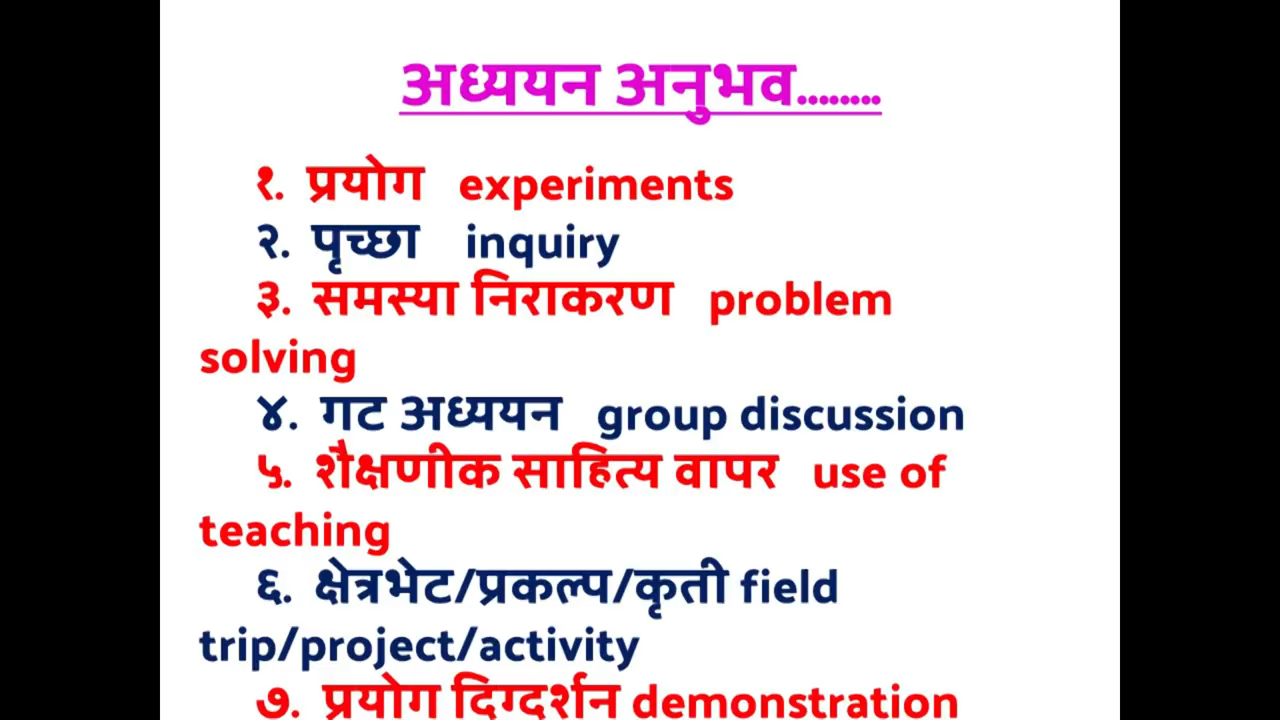 अध्ययन अनुभव........
१. प्रयोग experiments
२. पृच्छा inquiry
३. समस्या निराकरण problem
solving
४. गट अध्ययन group discussion
५. शैक्षणीक साहित्य वापर use of
teaching
६. क्षेत्रभेट/प्रकल्प/कृती field
trip/project/activity
७. प्रयोग दिग्दर्शन demonstration